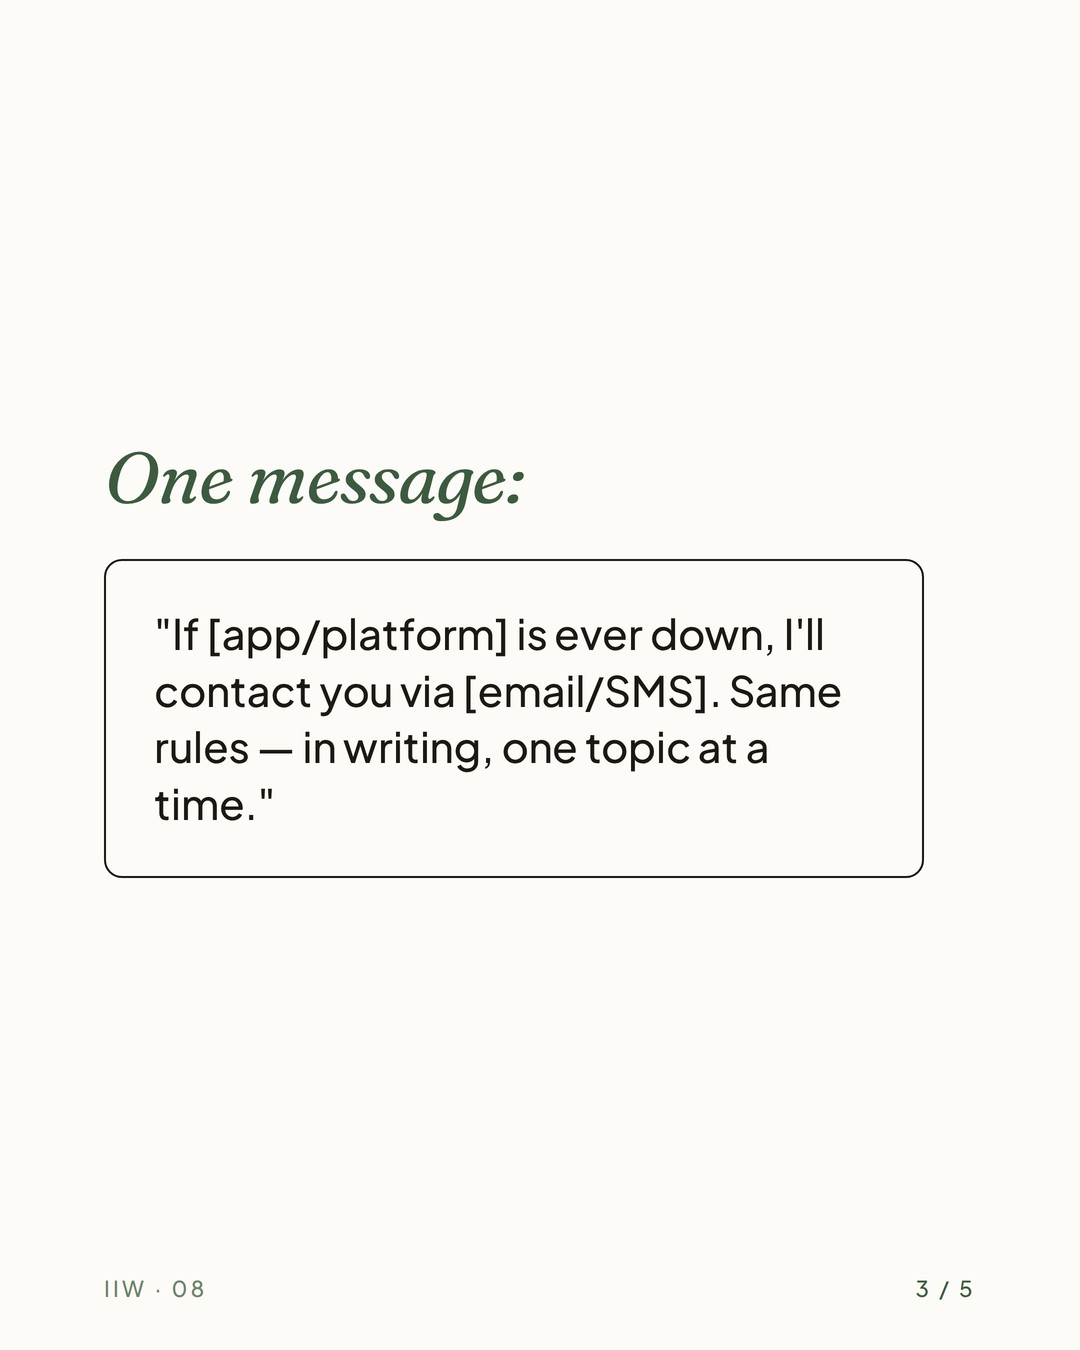 One message:
"If [app/platform] is ever down, I'll
contact you via [email/SMS]. Same
rules — in writing, one topic at a
time."
IIW · 08
3 / 5